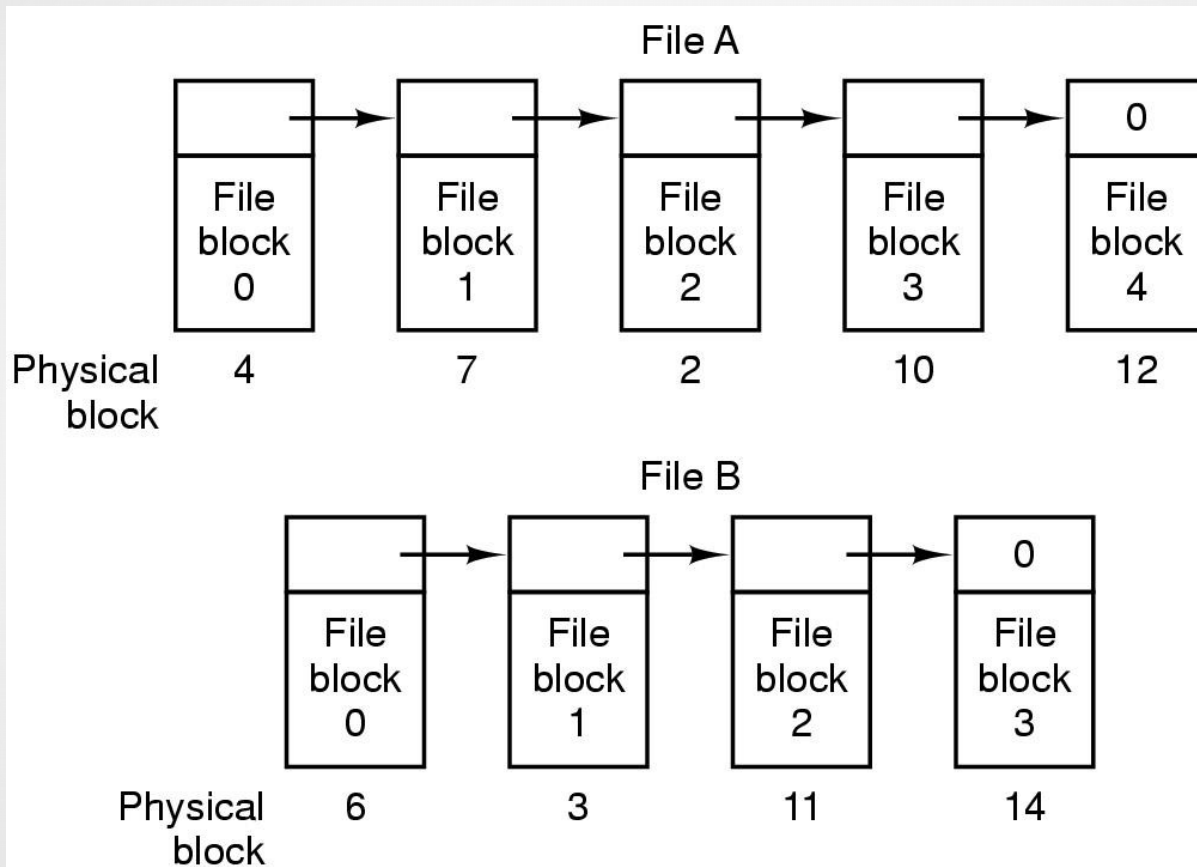 File A
0
File block 0
File block 1
File block 2
File block 3
File block 4
Physical block
4 7 2 10 12
File B
0
File block 0
File block 1
File block 2
File block 3
Physical block
6 3 11 14